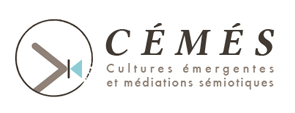 CÉMÉS
Cultures émergentes
et médiations sémiotiques